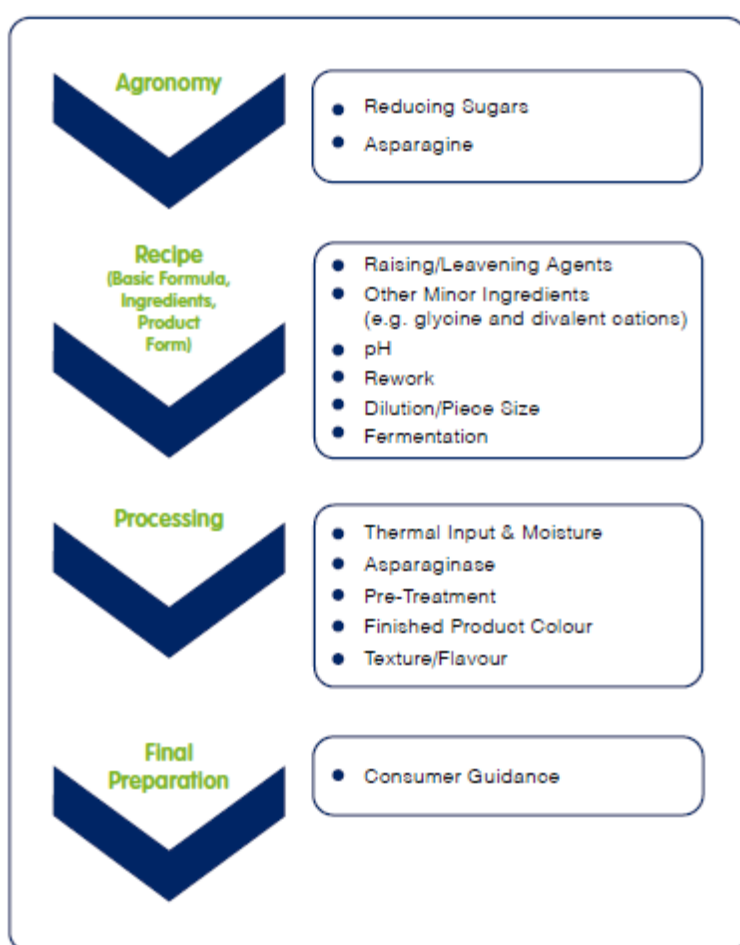 Agronomy
● Reducing Sugars
● Asparagine
Recipe
(Basic Formula,
Ingredients,
Product
Form)
● Raising/Leavening Agents
● Other Minor Ingredients
(e.g. glycine and divalent cations)
● pH
● Rework
● Dilution/Piece Size
● Fermentation
Processing
● Thermal Input & Moisture
● Asparaginase
● Pre-Treatment
● Finished Product Colour
● Texture/Flavour
Final
Preparation
● Consumer Guidance